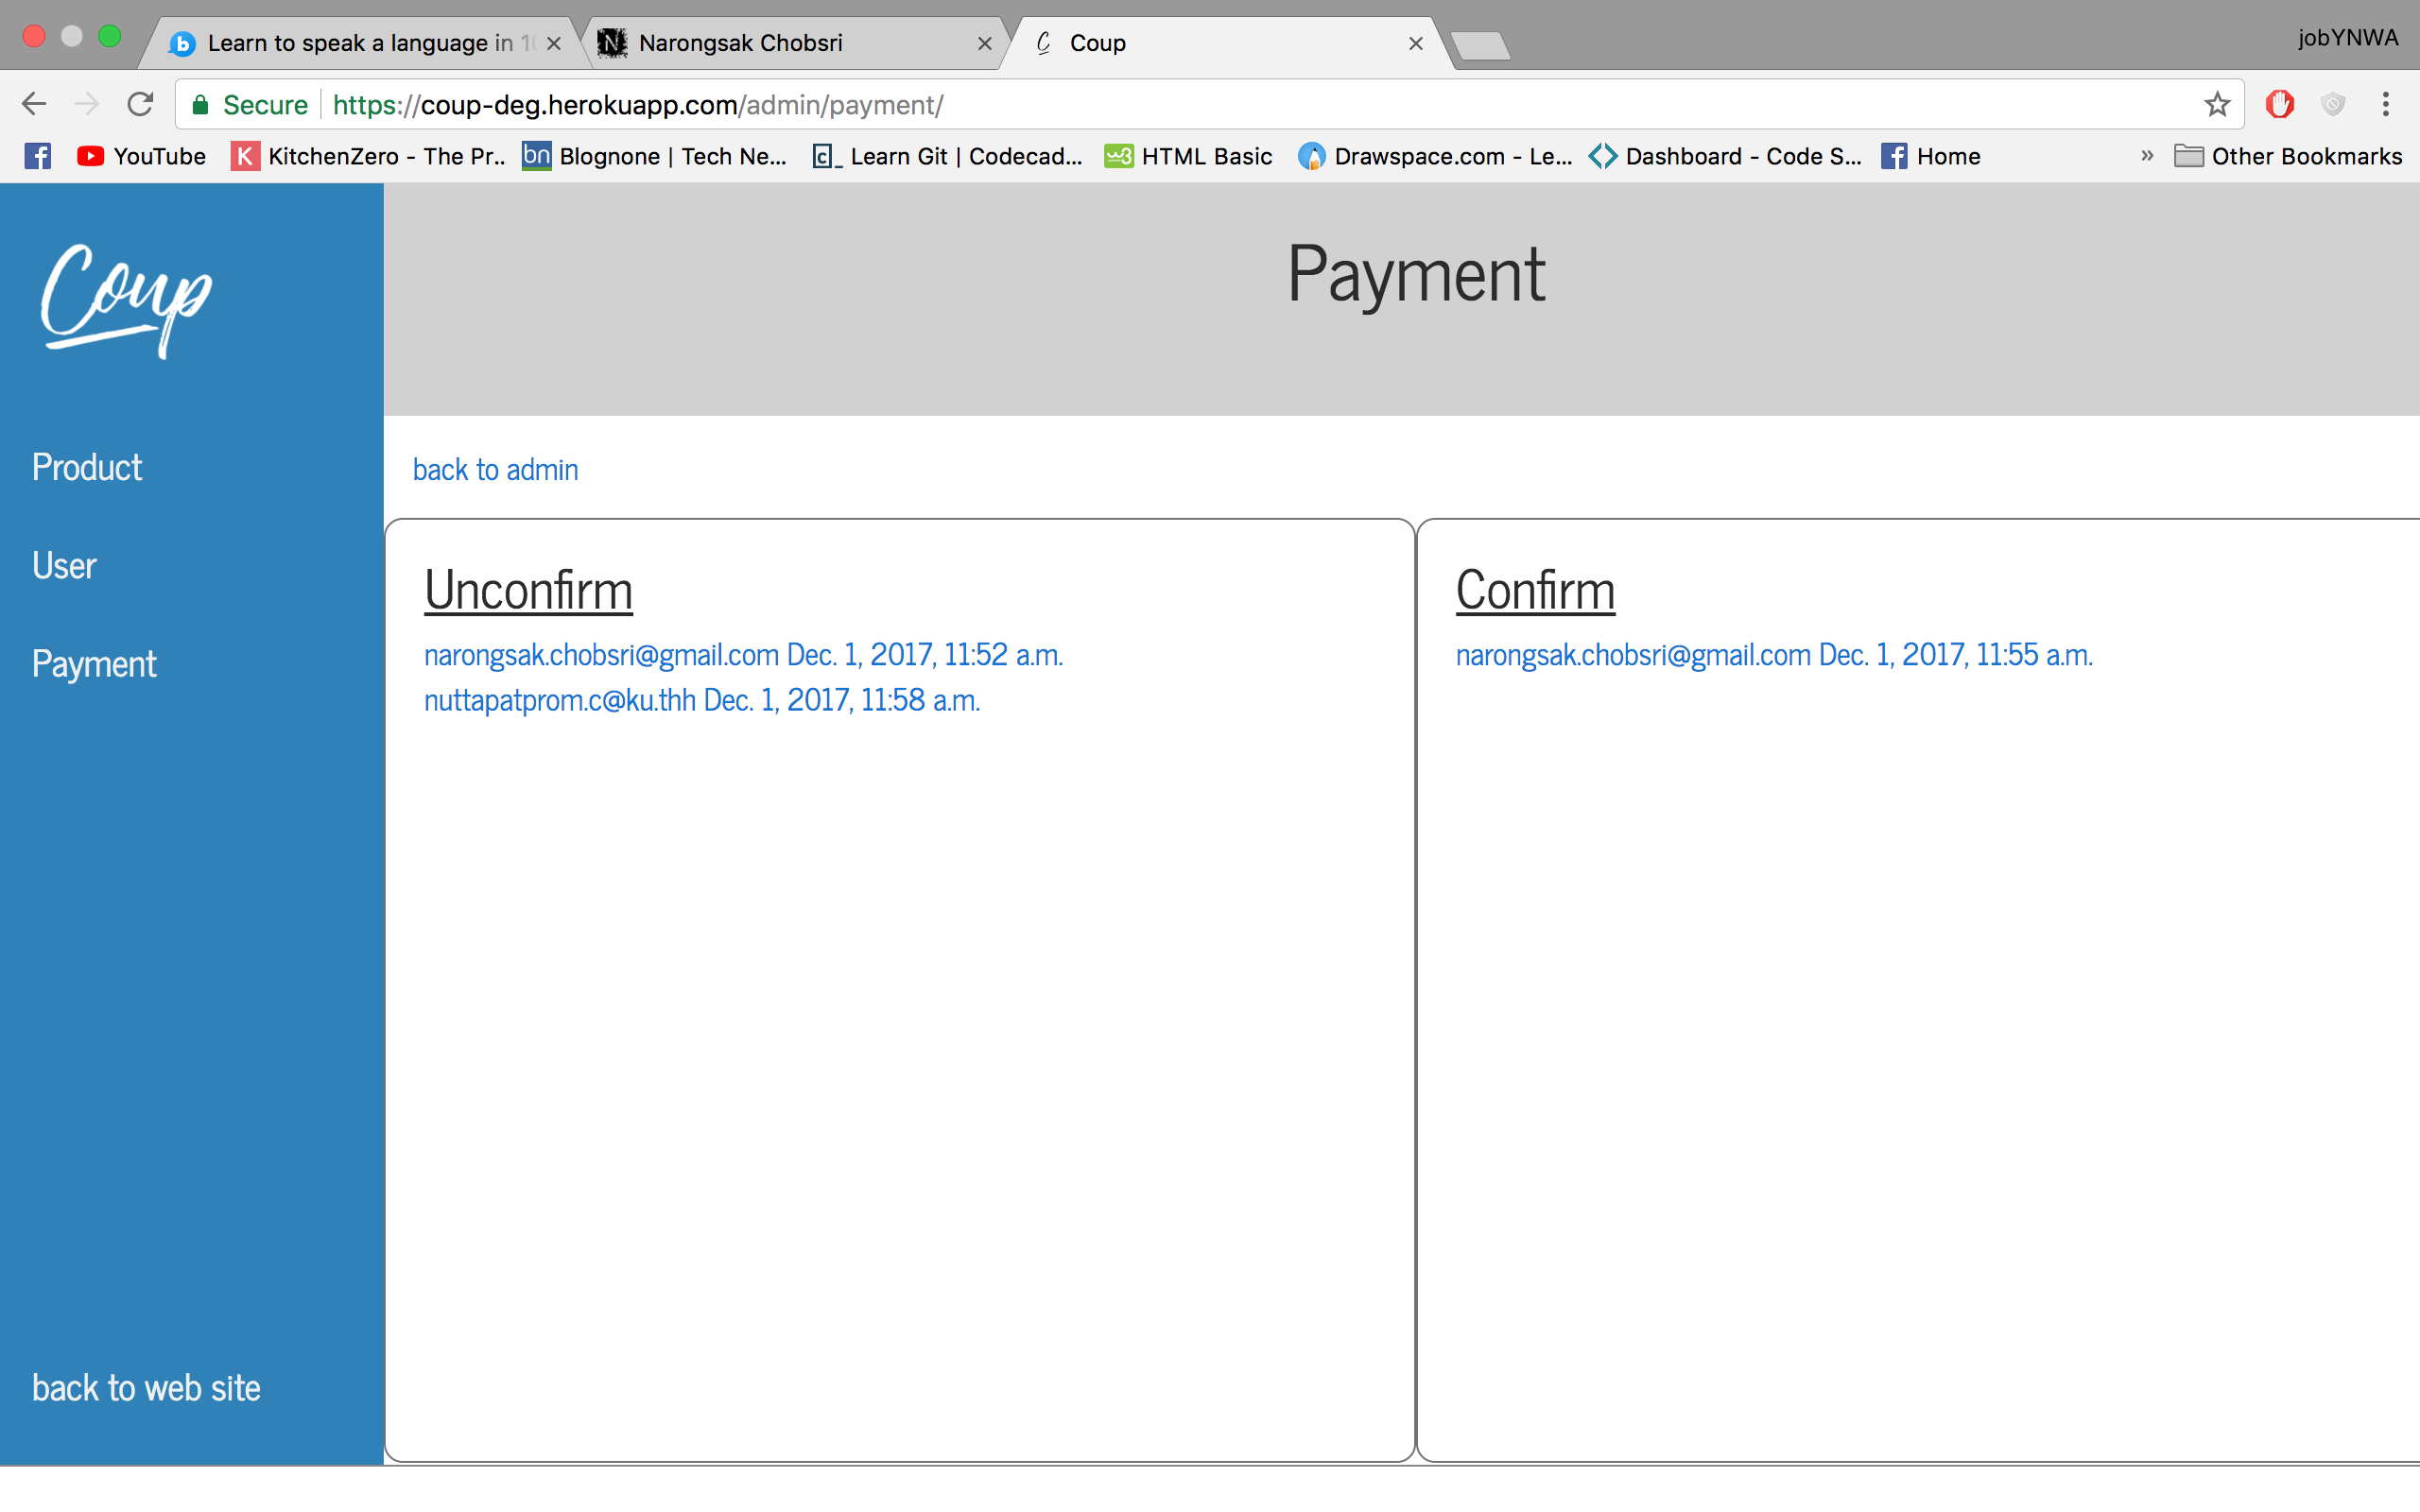 Learn to speak a language in 10
Narongsak Chobsri
Coup
jobYNWA
Secure
https://coup-deg.herokuapp.com/admin/payment/
YouTube
KitchenZero - The Pr..
bn Blognone | Tech Ne...
Learn Git | Codecad...
HTML Basic
Drawspace.com - Le...
Dashboard - Code S...
Home
» Other Bookmarks
Coup
Product
User
Payment
back to web site
Payment
back to admin
Unconfirm
narongsak.chobsri@gmail.com Dec. 1, 2017, 11:52 a.m.
nuttapatprom.c@ku.thh Dec. 1, 2017, 11:58 a.m.
Confirm
narongsak.chobsri@gmail.com Dec. 1, 2017, 11:55 a.m.